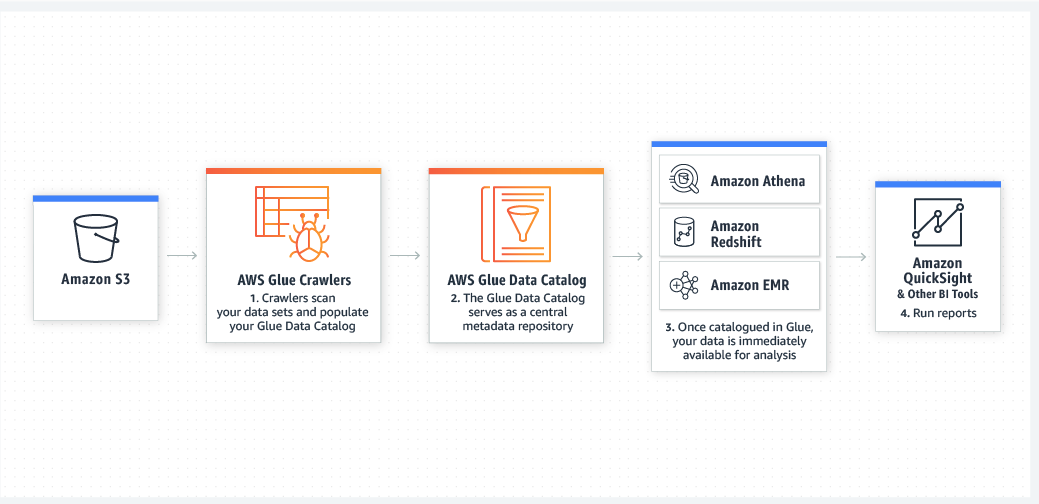 Amazon S3
AWS Glue Crawlers
1. Crawlers scan
your data sets and populate
your Glue Data Catalog
AWS Glue Data Catalog
2. The Glue Data Catalog
serves as a central
metadata repository
Amazon Athena
Amazon
Redshift
Amazon EMR
3. Once catalogued in Glue,
your data is immediately
available for analysis
Amazon
QuickSight
& Other BI Tools
4. Run reports